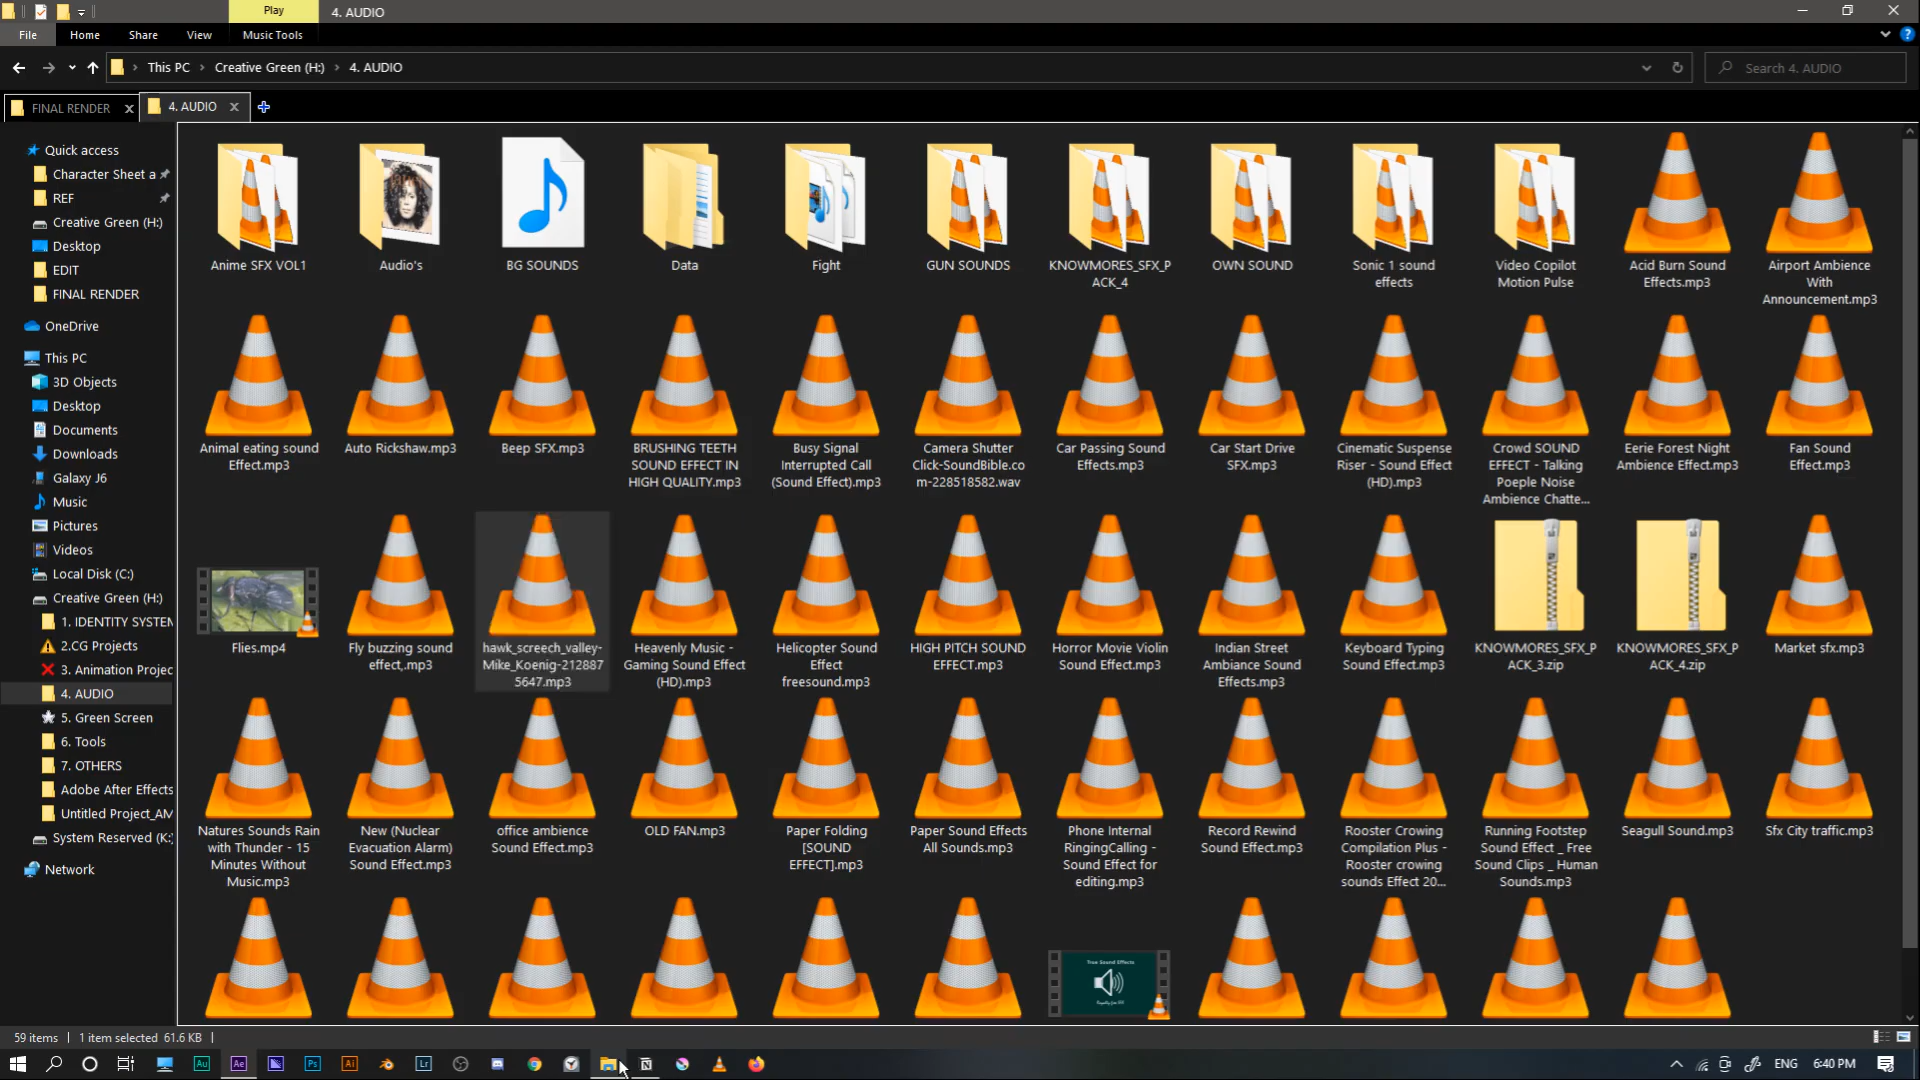 Play
4. AUDIO
File
Home
Share
View
Music Tools
This PC
Creative Green (H:)
4. AUDIO
Search 4. AUDIO
FINAL RENDER
4. AUDIO
Quick access
Character Sheet a
REF
Creative Green (H:)
Desktop
EDIT
FINAL RENDER
OneDrive
This PC
3D Objects
Desktop
Documents
Downloads
Galaxy J6
Music
Pictures
Videos
Local Disk (C:)
Creative Green (H:)
1. IDENTITY SYSTEM
2.CG Projects
3. Animation Projec
4. AUDIO
5. Green Screen
6. Tools
7. OTHERS
Adobe After Effects
Untitled Project_AM
System Reserved (K:)
Network
Anime SFX VOL1
Audio's
BG SOUNDS
Data
Fight
GUN SOUNDS
KNOWMORES_SFX_P
ACK_4
OWN SOUND
Sonic 1 sound
effects
Video Copilot
Motion Pulse
Acid Burn Sound
Effects.mp3
Airport Ambience
With
Announcement.mp3
Animal eating sound
Effect.mp3
Auto Rickshaw.mp3
Beep SFX.mp3
BRUSHING TEETH
SOUND EFFECT IN
HIGH QUALITY.mp3
Busy Signal
Interrupted Call
(Sound Effect).mp3
Camera Shutter
Click-SoundBible.co
m-228518582.wav
Car Passing Sound
Effects.mp3
Car Start Drive
SFX.mp3
Cinematic Suspense
Riser - Sound Effect
(HD).mp3
Crowd SOUND
EFFECT - Talking
Poeple Noise
Ambience Chatte...
Eerie Forest Night
Ambience Effect.mp3
Fan Sound
Effect.mp3
Flies.mp4
Fly buzzing sound
effect,.mp3
hawk_screech_valley-
Mike_Koenig-212887
5647.mp3
Heavenly Music -
Gaming Sound Effect
(HD).mp3
Helicopter Sound
Effect
freesound.mp3
HIGH PITCH SOUND
EFFECT.mp3
Horror Movie Violin
Sound Effect.mp3
Indian Street
Ambiance Sound
Effects.mp3
Keyboard Typing
Sound Effect.mp3
KNOWMORES_SFX_P
ACK_3.zip
KNOWMORES_SFX_P
ACK_4.zip
Market sfx.mp3
Natures Sounds Rain
with Thunder - 15
Minutes Without
Music.mp3
New (Nuclear
Evacuation Alarm)
Sound Effect.mp3
office ambience
Sound Effect.mp3
OLD FAN.mp3
Paper Folding
[SOUND
EFFECT].mp3
Paper Sound Effects
All Sounds.mp3
Phone Internal
RingingCalling -
Sound Effect for
editing.mp3
Record Rewind
Sound Effect.mp3
Rooster Crowing
Compilation Plus -
Rooster crowing
sounds Effect 20...
Running Footstep
Sound Effect _ Free
Sound Clips _ Human
Sounds.mp3
Seagull Sound.mp3
Sfx City traffic.mp3
59 items
1 item selected 61.6 KB
Au
Ae
Ps
Ai
Lr
ENG
6:40 PM